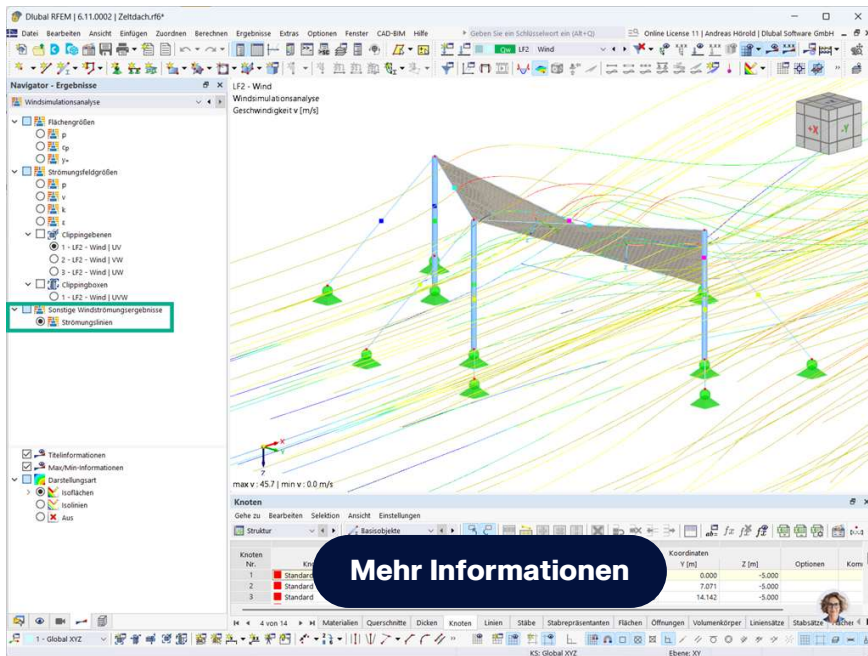 Dlubal RFEM | 6.11.0002 | Zeltdach.rf6*
Datei Bearbeiten Ansicht Einfügen Zuordnen Berechnen Ergebnisse Extras Optionen Fenster CAD-BIM Hilfe
Geben Sie ein Schlüsselwort ein (Alt+Q)
Online License 11 | Andreas Hörold | Dlubal Software GmbH
Qw LF2 Wind
Navigator - Ergebnisse
Windsimulationsanalyse
Flächengrößen
p
cp
y+
Strömungsfeldgrößen
p
v
k
ε
Clippingebenen
1 - LF2 - Wind | UV
2 - LF2 - Wind | VW
3 - LF2 - Wind | UW
Clippingboxen
1 - LF2 - Wind | UVW
Sonstige Windströmungsergebnisse
Strömungslinien
Titelinformationen
Max/Min-Informationen
Darstellungsart
Isoflächen
Isolinien
Aus
LF2 - Wind
Windsimulationsanalyse
Geschwindigkeit v [m/s]
+X -Y
X
Y
Z
max v : 45.7 | min v : 0.0 m/s
Knoten
Gehe zu Bearbeiten Selektion Ansicht Einstellungen
Struktur Basisobjekte
Knoten
Nr.
Koordinaten
Y [m] Z [m] Optionen
1 Standard 0.000 -5.000
2 Standard 7.071 -5.000
3 Standard 14.142 -5.000
Mehr Informationen
4 von 14 Materialien Querschnitte Dicken Knoten Linien Stäbe Stabrepräsentanten Flächen Öffnungen Volumenkörper Liniensätze Stabsätze
1 - Global XYZ
KS: Global XYZ Ebene: XY